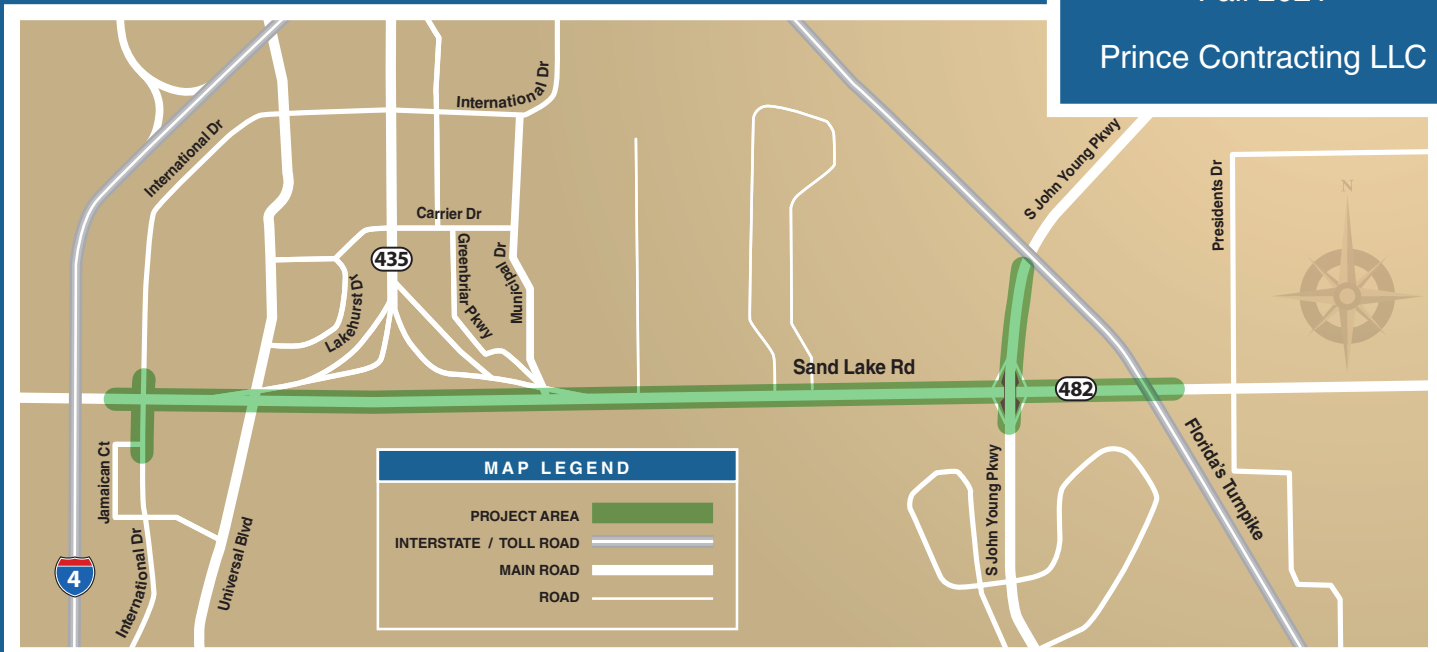 Prince Contracting LLC
International Dr
International Dr
S John Young Pkwy
Presidents Dr
N
Carrier Dr
435
Greenbriar Pkwy
Municipal Dr
Lakehurst Dr
Sand Lake Rd
482
Jamaican Ct
International Dr
Universal Blvd
4
S John Young Pkwy
Florida's Turnpike
MAP LEGEND
PROJECT AREA
INTERSTATE / TOLL ROAD
MAIN ROAD
ROAD